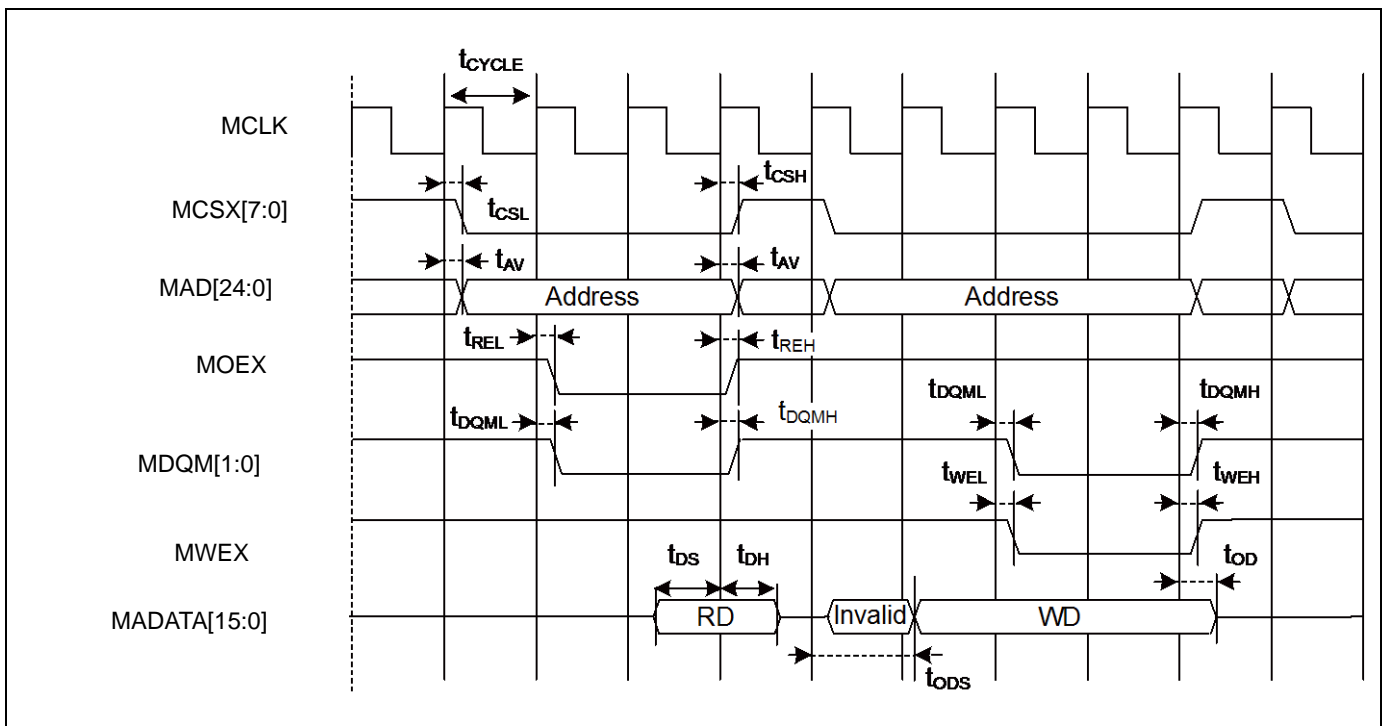 tCYCLE
MCLK
tCSH
MCSX[7:0]
tCSL
tAV
tAV
MAD[24:0]
Address
Address
tREL
tREH
MOEX
tDQML
tDQMH
tDQML
tDQMH
MDQM[1:0]
tWEL
tWEH
MWEX
tDS
tDH
tOD
MADATA[15:0]
RD
Invalid
WD
tODS